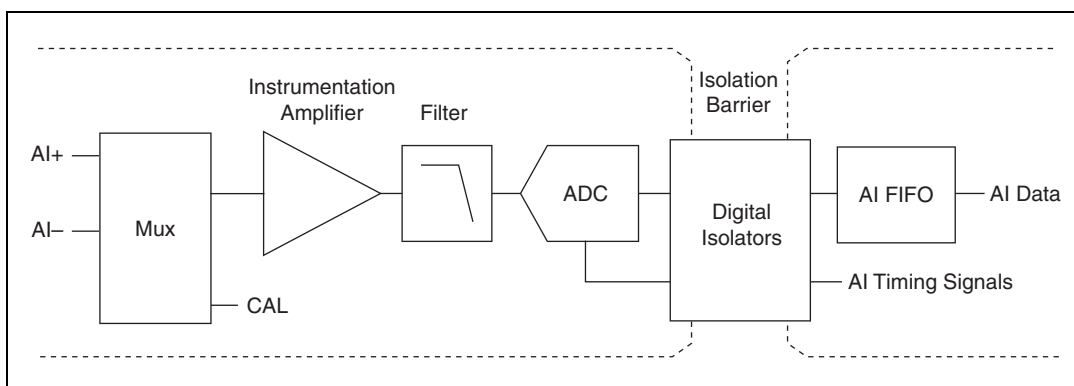 Isolation
Barrier
Instrumentation
Amplifier
Filter
AI+
AI–
Mux
CAL
ADC
Digital
Isolators
AI FIFO
AI Data
AI Timing Signals